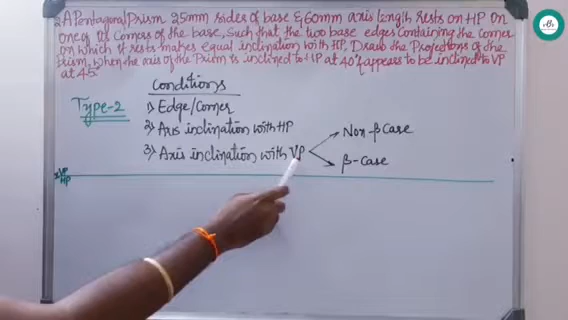 2. A Pentagonal Prism 25mm sides of base & 60mm axis length rests on HP on
one of its corners of the base, Such that the two base edges containing the corner
on which it rests makes equal inclination with HP, Draw the Projections of the
Prism, when the axis of the Prism is inclined to HP at 40° & appears to be inclined to VP
at 45°
Conditions
Type-2
1) Edge/Corner
2) Axis inclination with HP
3) Axis inclination with VP
Non-β Case
β-Case
X VP
HP